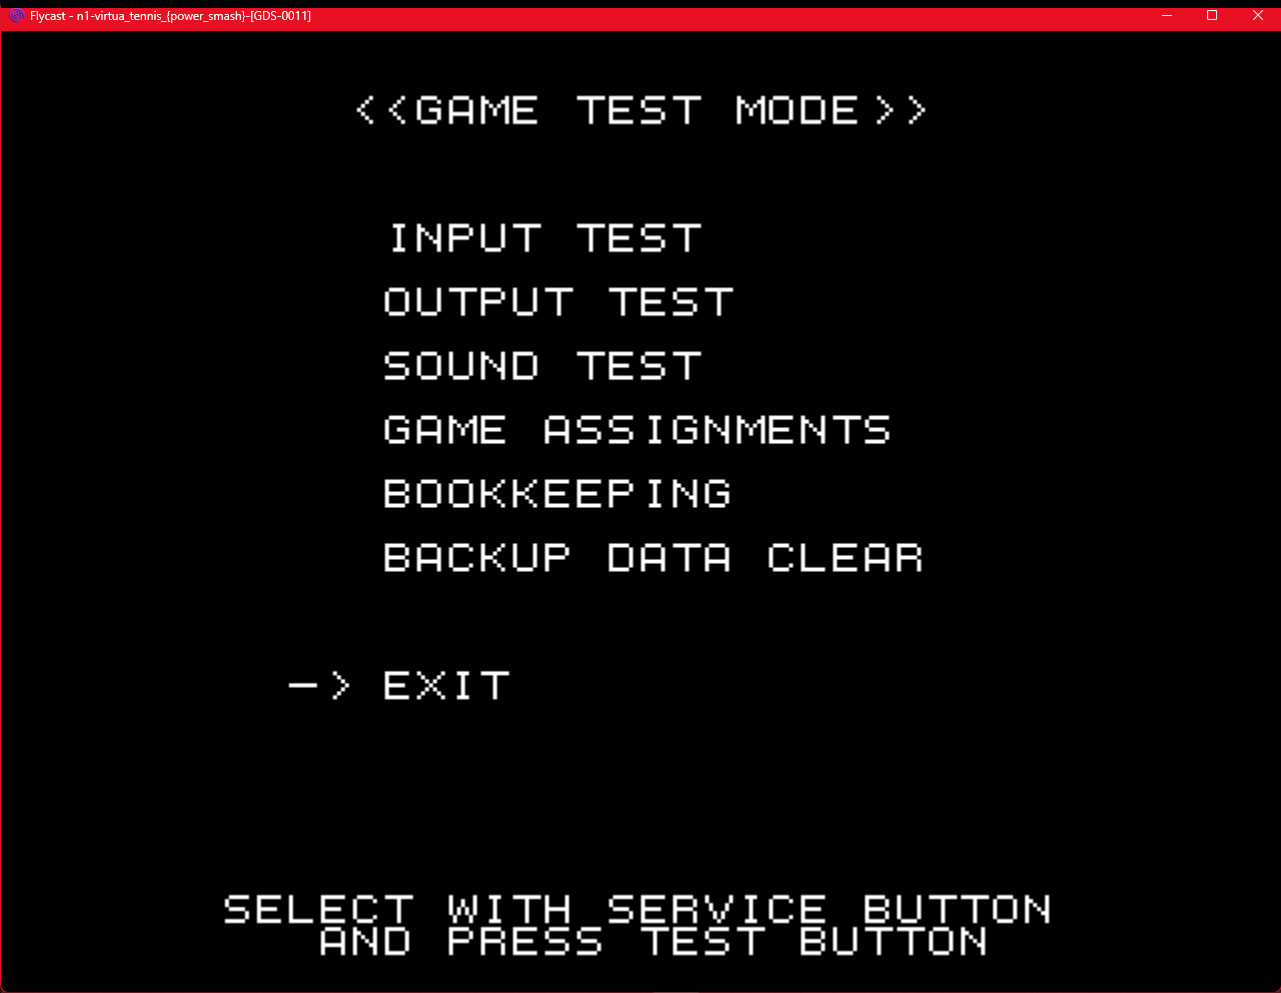 Flycast - n1-virtua_tennis_{power_smash}-[GDS-0011]
<<GAME TEST MODE>>
INPUT TEST
OUTPUT TEST
SOUND TEST
GAME ASSIGNMENTS
BOOKKEEPING
BACKUP DATA CLEAR
-> EXIT
SELECT WITH SERVICE BUTTON
AND PRESS TEST BUTTON